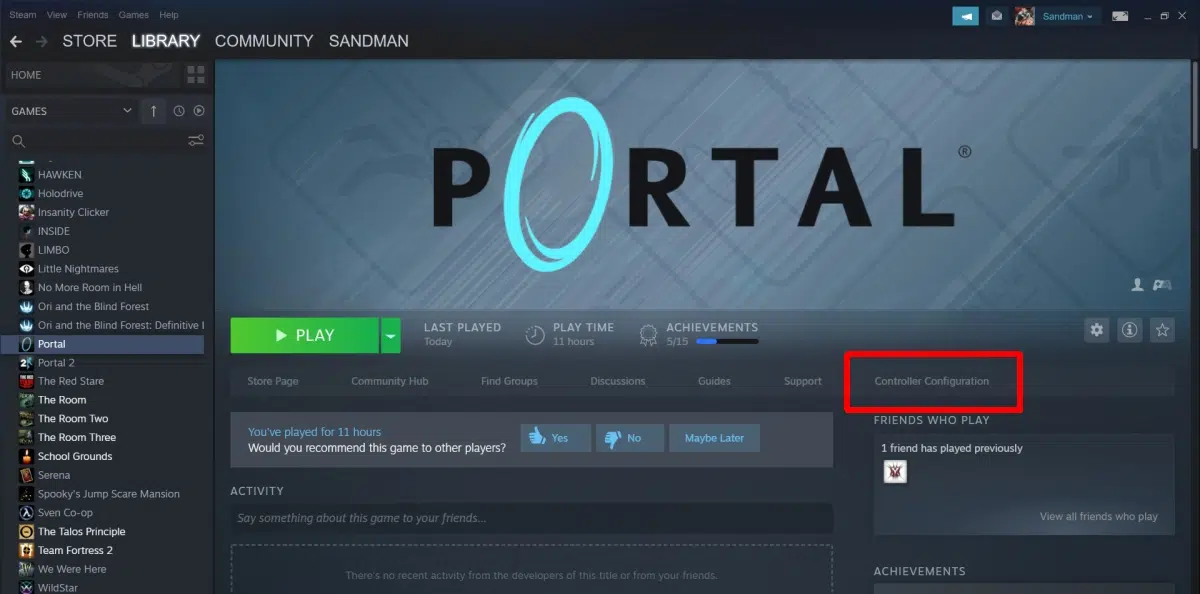 Steam View Friends Games Help
Sandman
STORE LIBRARY COMMUNITY SANDMAN
HOME
GAMES
HAWKEN
Holodrive
Insanity Clicker
INSIDE
LIMBO
Little Nightmares
No More Room in Hell
Ori and the Blind Forest
Ori and the Blind Forest: Definitive
Portal
Portal 2
The Red Stare
The Room
The Room Two
The Room Three
School Grounds
Serena
Spooky's Jump Scare Mansion
Sven Co-op
The Talos Principle
Team Fortress 2
We Were Here
WildStar
PORTAL®
PLAY
LAST PLAYED
Today
PLAY TIME
11 hours
ACHIEVEMENTS
5/15
Store Page Community Hub Find Groups Discussions Guides Support Controller Configuration
You've played for 11 hours
Would you recommend this game to other players?
Yes No Maybe Later
ACTIVITY
Say something about this game to your friends...
There's no recent activity from the developers of this title or from your friends.
FRIENDS WHO PLAY
1 friend has played previously
View all friends who play
ACHIEVEMENTS